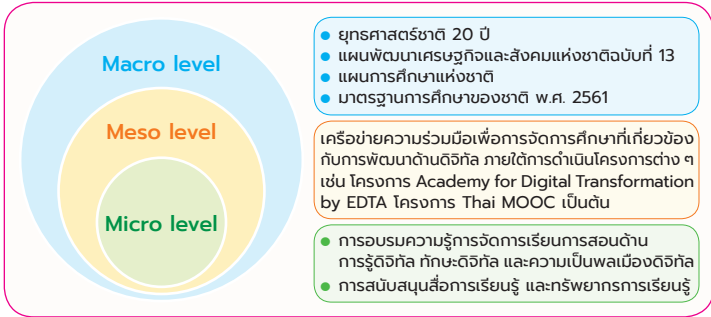 Macro level
Meso level
Micro level
• ยุทธศาสตร์ชาติ 20 ปี
• แผนพัฒนาเศรษฐกิจและสังคมแห่งชาติฉบับที่ 13
• แผนการศึกษาแห่งชาติ
• มาตรฐานการศึกษาของชาติ พ.ศ. 2561
เครือข่ายความร่วมมือเพื่อการจัดการศึกษาที่เกี่ยวข้อง
กับการพัฒนาด้านดิจิทัล ภายใต้การดำเนินโครงการต่าง ๆ
เช่น โครงการ Academy for Digital Transformation
by EDTA โครงการ Thai MOOC เป็นต้น
• การอบรมความรู้การจัดการเรียนการสอนด้าน
การรู้ดิจิทัล ทักษะดิจิทัล และความเป็นพลเมืองดิจิทัล
• การสนับสนุนสื่อการเรียนรู้ และทรัพยากรการเรียนรู้